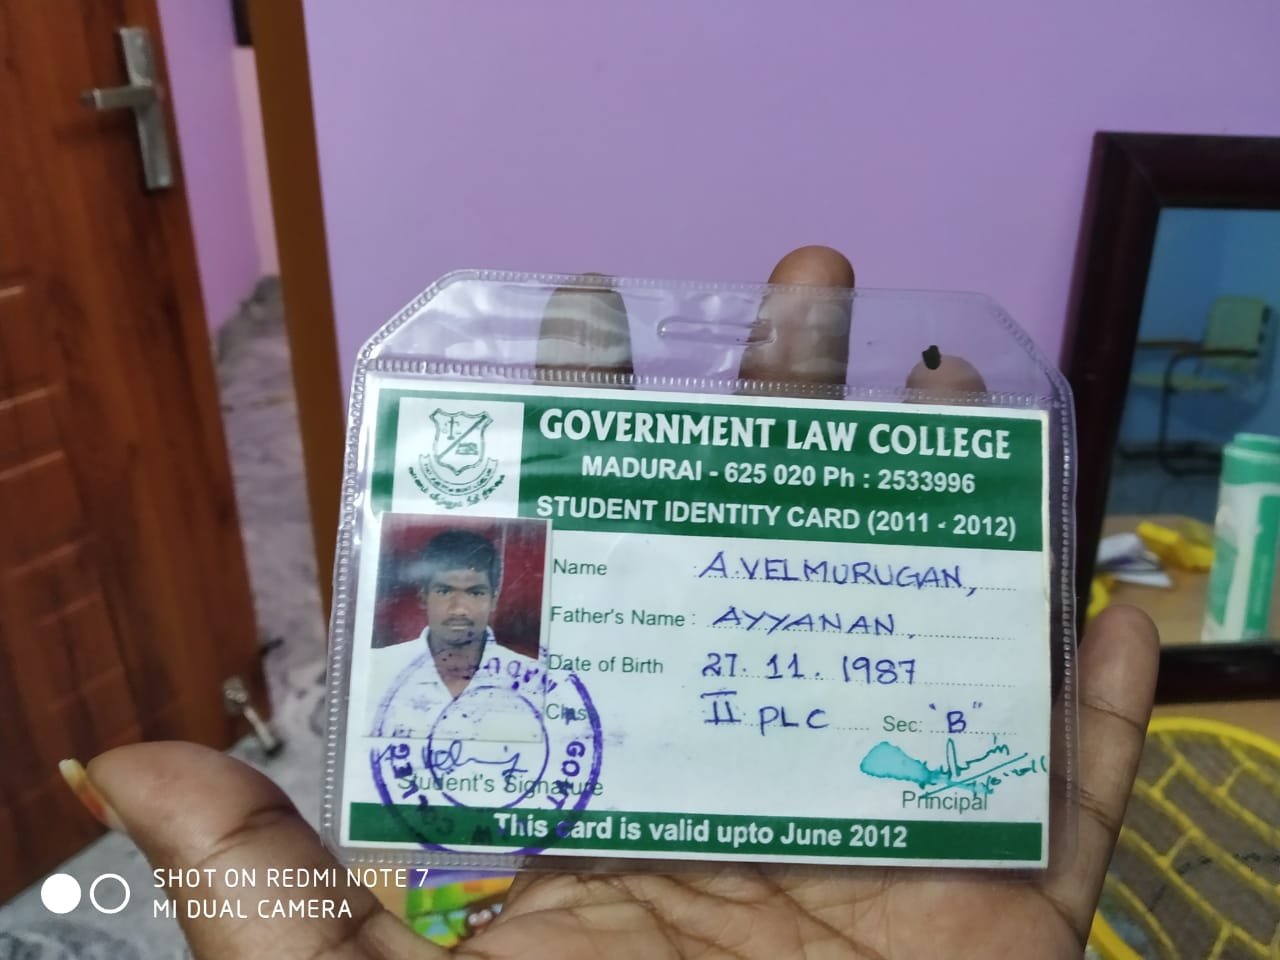 GOVERNMENT LAW COLLEGE
MADURAI - 625 020 Ph : 2533996
STUDENT IDENTITY CARD (2011 - 2012)
Name : A.VELMURUGAN,
Father's Name : AYYANAN,
Date of Birth 27.11.1987
Class II PLC Sec: "B"
Student's Signature
Principal
This card is valid upto June 2012
SHOT ON REDMI NOTE 7
MI DUAL CAMERA